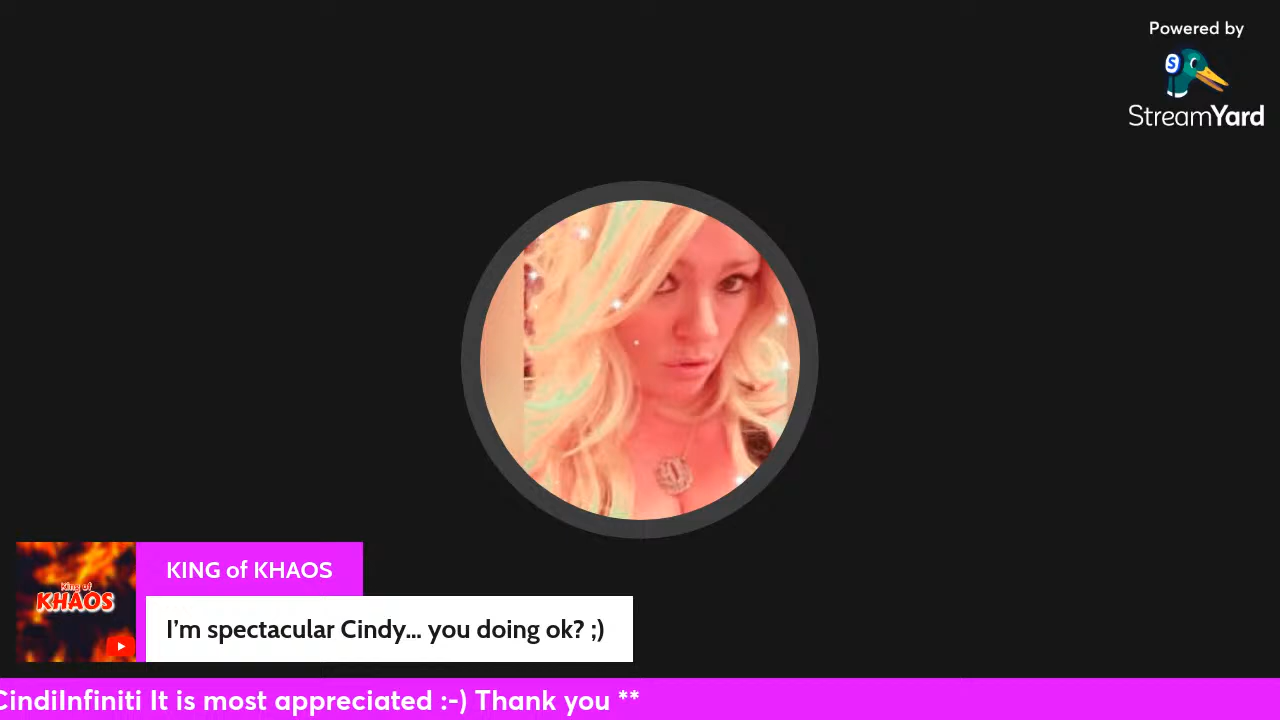 Powered by
S
StreamYard
King of
KHAOS
KING of KHAOS
I’m spectacular Cindy... you doing ok? ;)
CindiInfiniti It is most appreciated :-) Thank you **